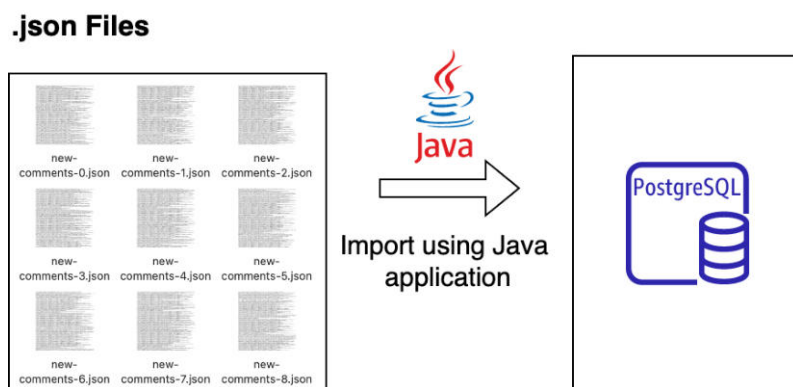 .json Files
new-
comments-0.json
new-
comments-1.json
new-
comments-2.json
new-
comments-3.json
new-
comments-4.json
new-
comments-5.json
new-
comments-6.json
new-
comments-7.json
new-
comments-8.json
Java
Import using Java
application
PostgreSQL